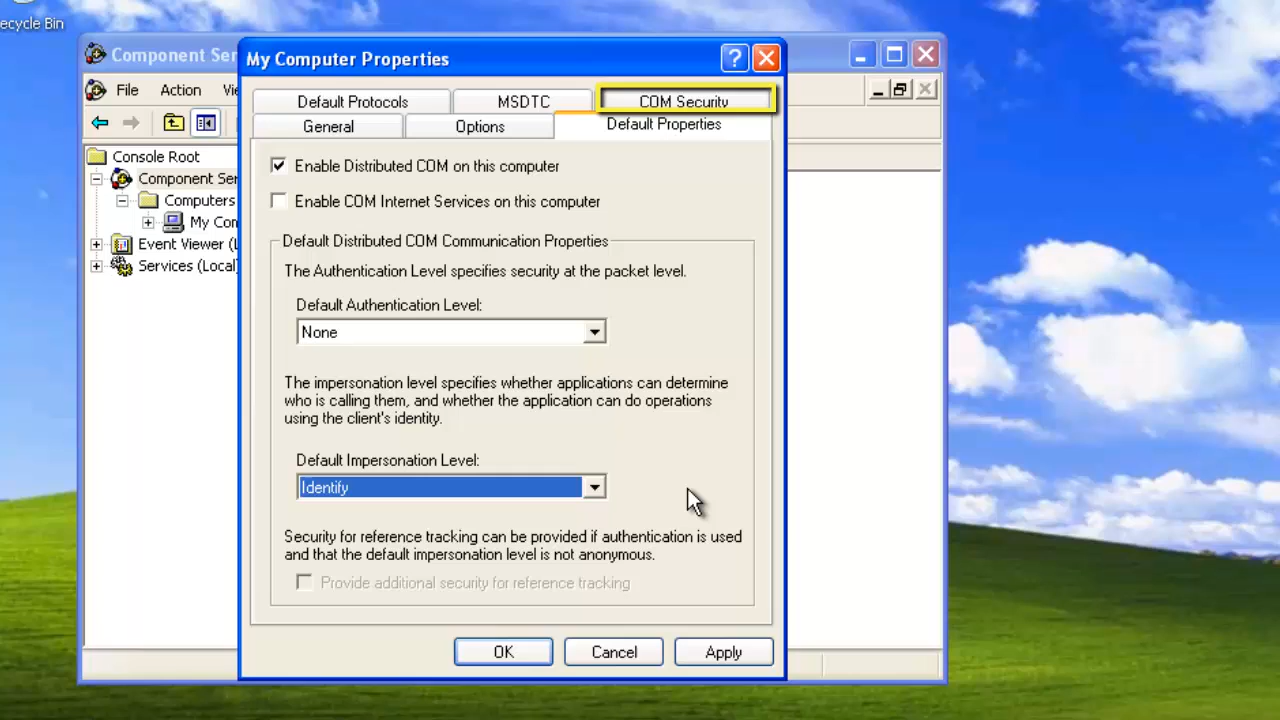 ecycle Bin
Component Ser
My Computer Properties
File Action Vi
Default Protocols MSDTC COM Security
General Options Default Properties
Console Root
Component Ser
Computers
My Com
Event Viewer (L
Services (Local)
Enable Distributed COM on this computer
Enable COM Internet Services on this computer
Default Distributed COM Communication Properties
The Authentication Level specifies security at the packet level.
Default Authentication Level:
None
The impersonation level specifies whether applications can determine
who is calling them, and whether the application can do operations
using the client's identity.
Default Impersonation Level:
Identify
Security for reference tracking can be provided if authentication is used
and that the default impersonation level is not anonymous.
Provide additional security for reference tracking
OK Cancel Apply